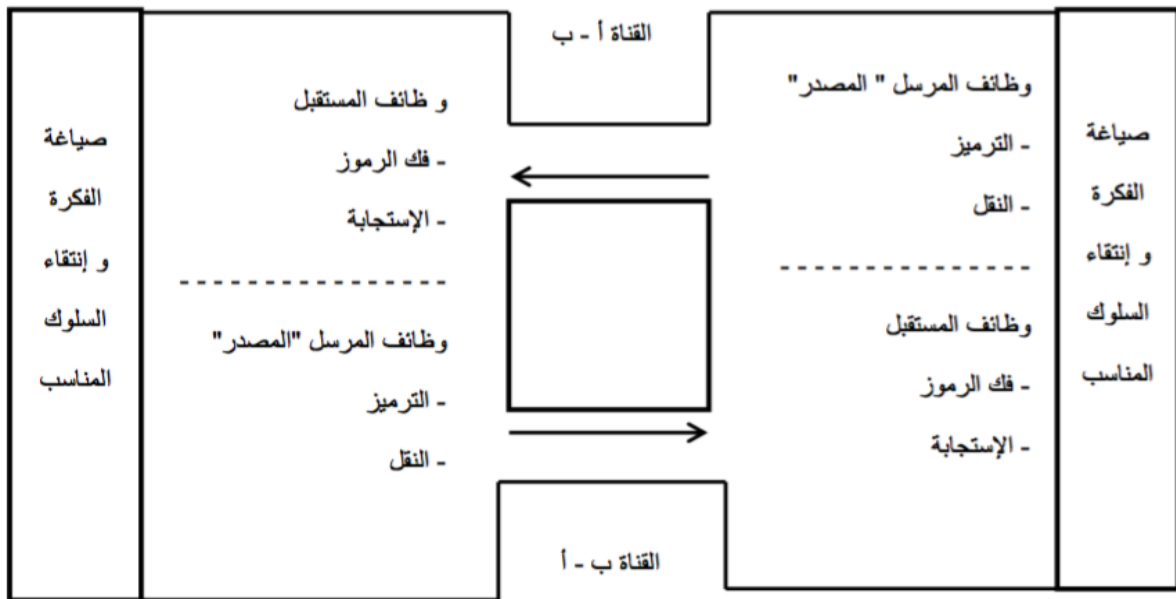 القناة أ - ب
صياغة
الفكرة
و إنتقاء
السلوك
المناسب
وظائف المرسل " المصدر"
- الترميز
- النقل
وظائف المستقبل
- فك الرموز
- الإستجابة
و ظائف المستقبل
- فك الرموز
- الإستجابة
وظائف المرسل "المصدر"
- الترميز
- النقل
صياغة
الفكرة
و إنتقاء
السلوك
المناسب
القناة ب - أ